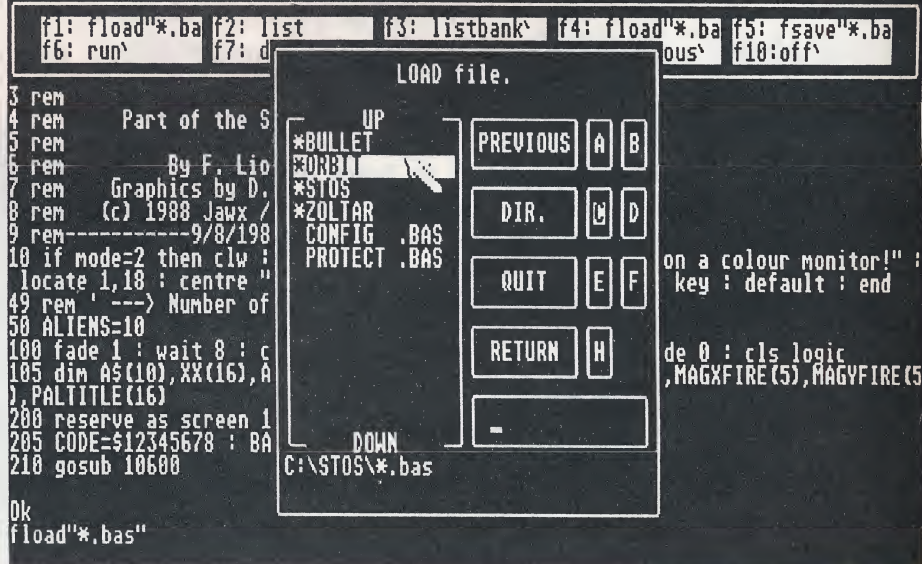 f1: fload"*.ba f2: list f3: listbank` f4: fload"*.ba f5: fsave"*.ba
f6: run` f7: d ous` f10:off`
LOAD file.
3 rem
4 rem Part of the S
5 rem
6 rem By F. Lio
7 rem Graphics by D.
8 rem (c) 1988 Jawx /
9 rem-----------9/8/198
10 if mode=2 then clw : on a colour monitor!" :
locate 1,18 : centre " key : default : end
49 rem ' ---> Number of
50 ALIENS=10
100 fade 1 : wait 8 : c de 0 : cls logic
105 dim A$(10),XX(16),A ,MAGXFIRE(5),MAGYFIRE(5
),PALTITLE(16)
200 reserve as screen 1
205 CODE=$12345678 : BA
210 gosub 10600
Ok
fload"*.bas"
UP
*BULLET
*ORBIT
*STOS
*ZOLTAR
CONFIG .BAS
PROTECT .BAS
DOWN
C:\STOS\*.bas
PREVIOUS A B
DIR. C D
QUIT E F
RETURN H
_